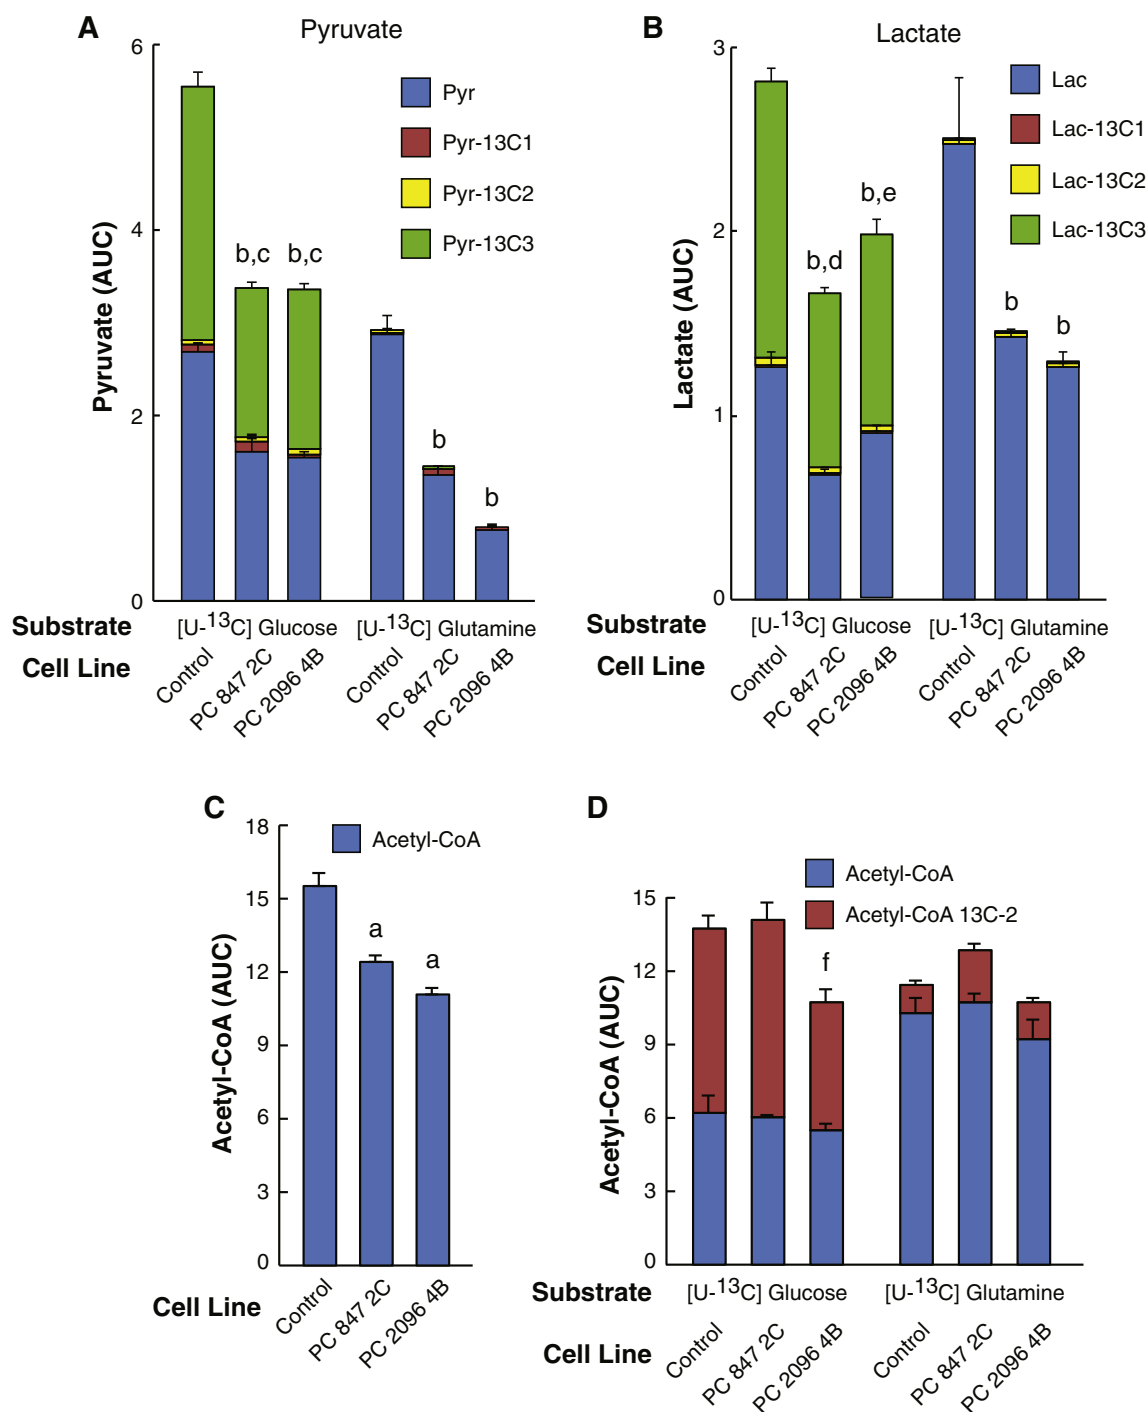 A
Pyruvate
6
4
2
0
Pyruvate (AUC)
Pyr
Pyr-13C1
Pyr-13C2
Pyr-13C3
b,c
b,c
b
b
Substrate
[U-13C] Glucose
[U-13C] Glutamine
Cell Line
Control
PC 847 2C
PC 2096 4B
Control
PC 847 2C
PC 2096 4B
B
Lactate
3
2
1
0
Lactate (AUC)
Lac
Lac-13C1
Lac-13C2
Lac-13C3
b,d
b,e
b
b
Substrate
[U-13C] Glucose
[U-13C] Glutamine
Cell Line
Control
PC 847 2C
PC 2096 4B
Control
PC 847 2C
PC 2096 4B
C
18
15
12
9
6
3
0
Acetyl-CoA (AUC)
Acetyl-CoA
a
a
Cell Line
Control
PC 847 2C
PC 2096 4B
D
15
12
9
6
3
0
Acetyl-CoA (AUC)
Acetyl-CoA
Acetyl-CoA 13C-2
f
Substrate
[U-13C] Glucose
[U-13C] Glutamine
Cell Line
Control
PC 847 2C
PC 2096 4B
Control
PC 847 2C
PC 2096 4B